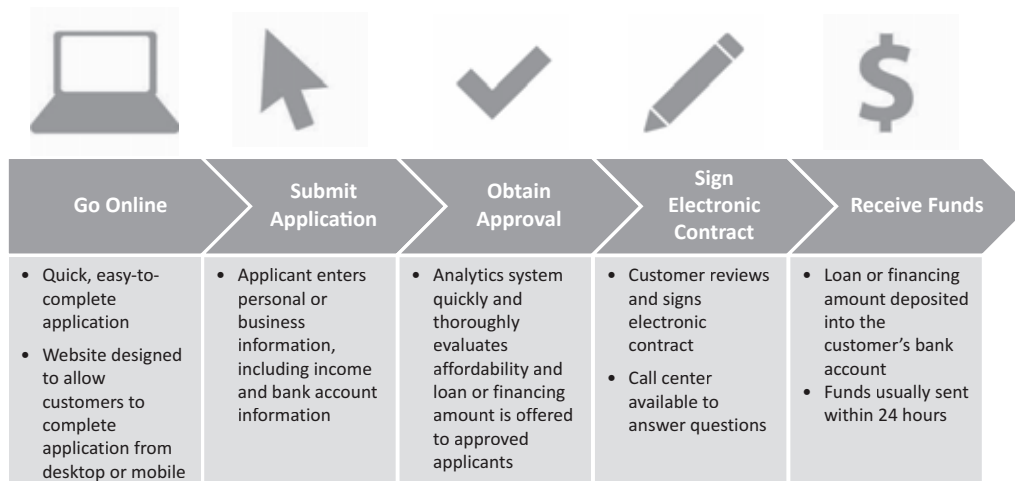 Go Online
Submit
Application
Obtain
Approval
Sign
Electronic
Contract
Receive Funds
• Quick, easy-to-
complete
application
• Website designed
to allow
customers to
complete
application from
desktop or mobile
• Applicant enters
personal or
business
information,
including income
and bank account
information
• Analytics system
quickly and
thoroughly
evaluates
affordability and
loan or financing
amount is offered
to approved
applicants
• Customer reviews
and signs
electronic
contract
• Call center
available to
answer questions
• Loan or financing
amount deposited
into the
customer’s bank
account
• Funds usually sent
within 24 hours